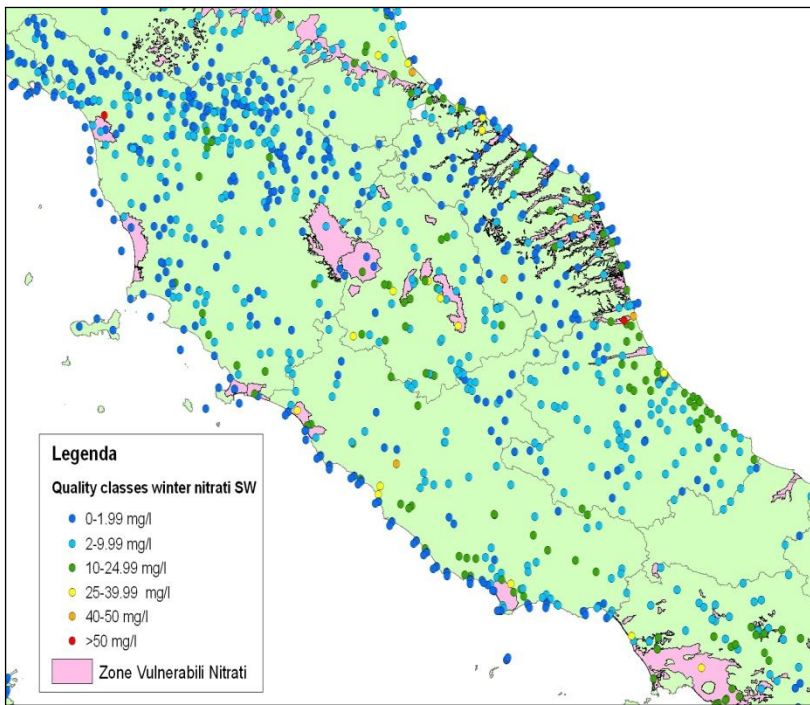 Legenda
Quality classes winter nitrati SW
0-1.99 mg/l
2-9.99 mg/l
10-24.99 mg/l
25-39.99 mg/l
40-50 mg/l
>50 mg/l
Zone Vulnerabili Nitrati